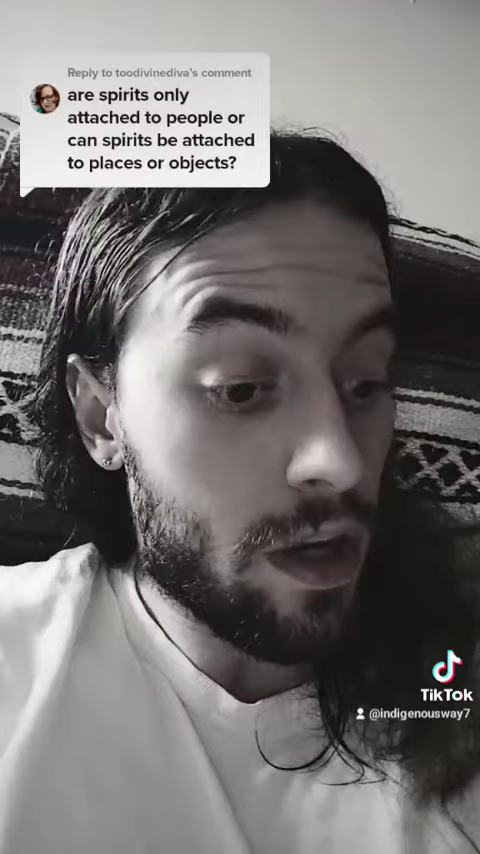 Reply to toodivinediva's comment
are spirits only
attached to people or
can spirits be attached
to places or objects?
TikTok
@indigenousway7